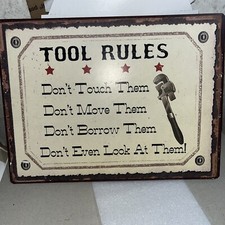 TOOL RULES
Don't Touch Them
Don't Move Them
Don't Borrow Them
Don't Even Look At Them!